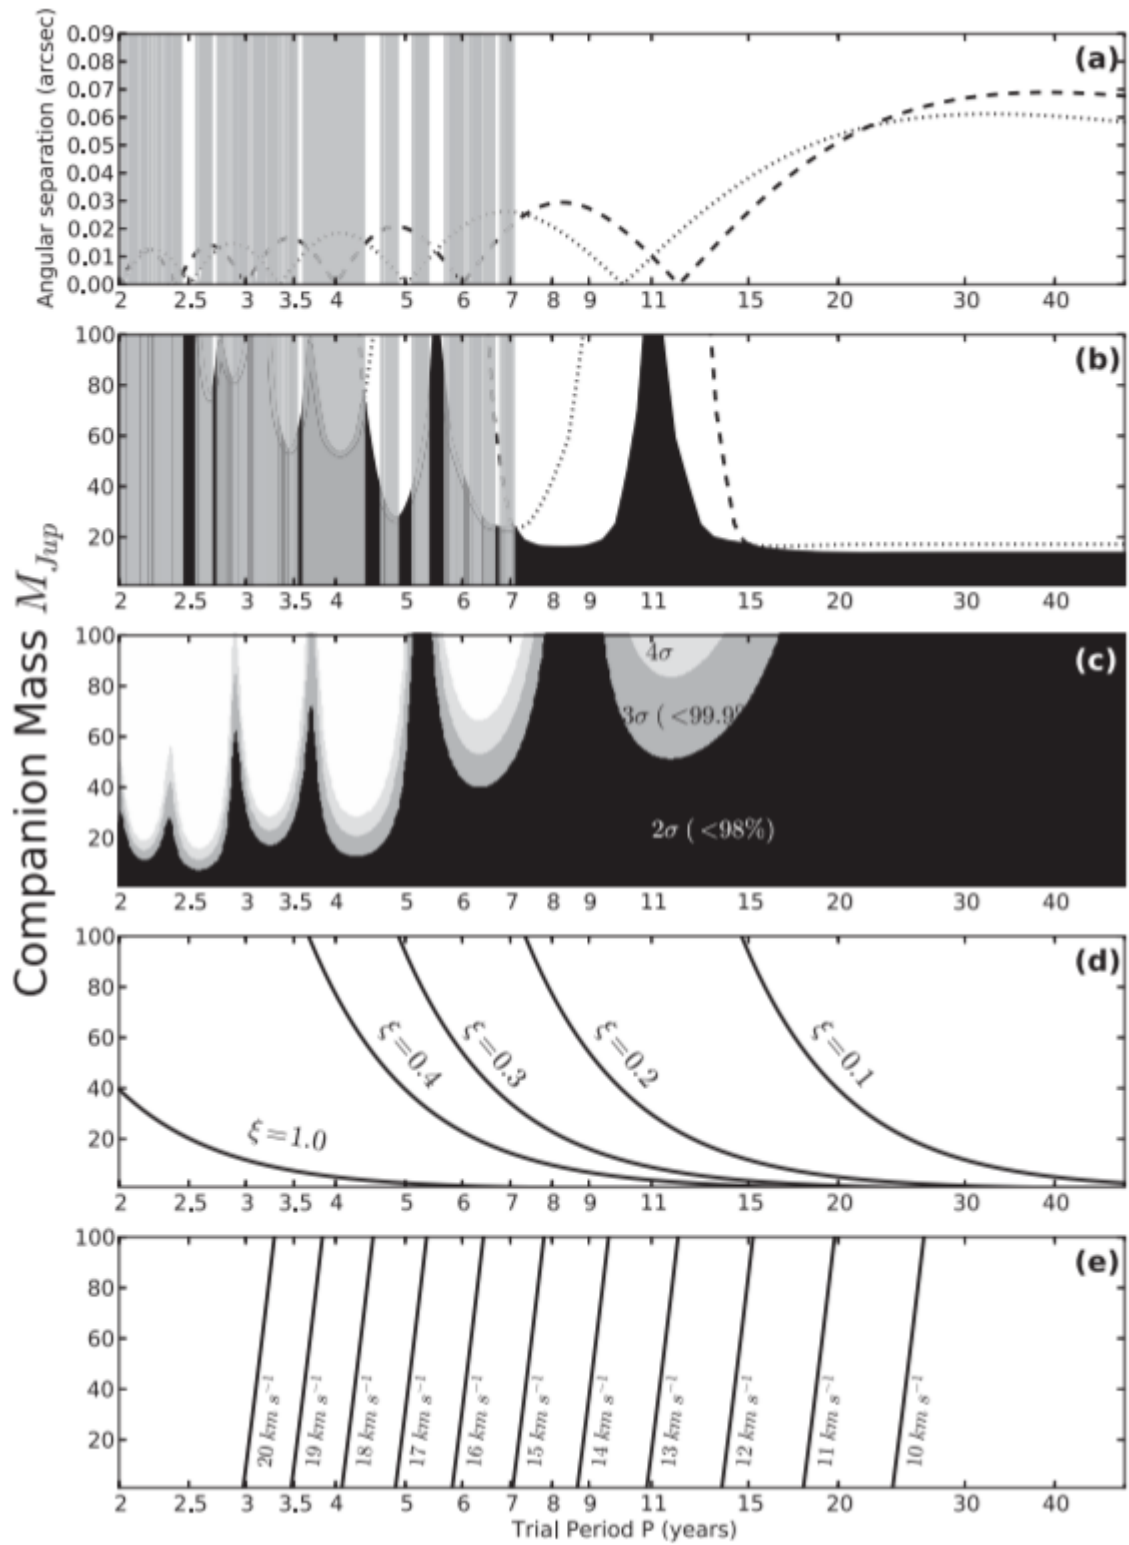 Angular separation (arcsec)
0.09
0.08
0.07
0.06
0.05
0.04
0.03
0.02
0.01
0.00
(a)
2 2.5 3 3.5 4 5 6 7 8 9 11 15 20 30 40
Companion Mass M_Jup
100
80
60
40
20
(b)
2 2.5 3 3.5 4 5 6 7 8 9 11 15 20 30 40
100
80
60
40
20
(c)
4σ
3σ ( <99.9%
2σ ( <98%)
2 2.5 3 3.5 4 5 6 7 8 9 11 15 20 30 40
100
80
60
40
20
(d)
ξ=1.0
ξ=0.4
ξ=0.3
ξ=0.2
ξ=0.1
2 2.5 3 3.5 4 5 6 7 8 9 11 15 20 30 40
100
80
60
40
20
(e)
20 km s⁻¹
19 km s⁻¹
18 km s⁻¹
17 km s⁻¹
16 km s⁻¹
15 km s⁻¹
14 km s⁻¹
13 km s⁻¹
12 km s⁻¹
11 km s⁻¹
10 km s⁻¹
2 2.5 3 3.5 4 5 6 7 8 9 11 15 20 30 40
Trial Period P (years)